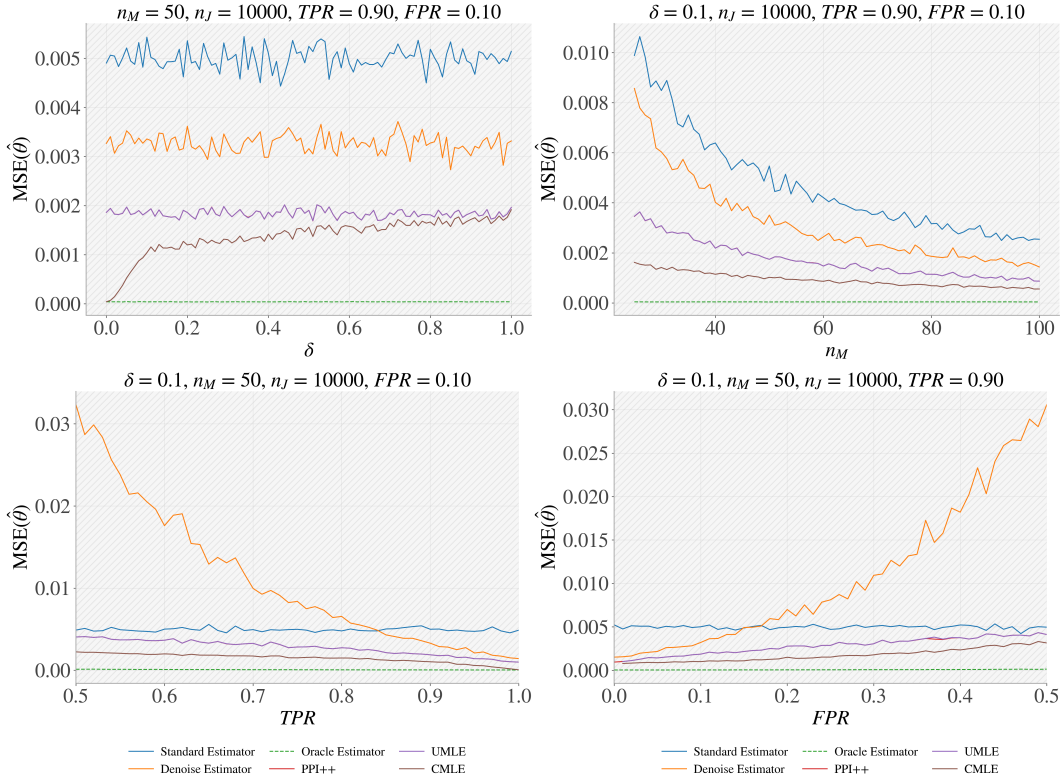 n_M = 50, n_J = 10000, TPR = 0.90, FPR = 0.10
MSE(θ̂)
0.005
0.004
0.003
0.002
0.001
0.000
0.0 0.2 0.4 0.6 0.8 1.0
δ
δ = 0.1, n_J = 10000, TPR = 0.90, FPR = 0.10
MSE(θ̂)
0.010
0.008
0.006
0.004
0.002
0.000
40 60 80 100
n_M
δ = 0.1, n_M = 50, n_J = 10000, FPR = 0.10
MSE(θ̂)
0.03
0.02
0.01
0.00
0.5 0.6 0.7 0.8 0.9 1.0
TPR
δ = 0.1, n_M = 50, n_J = 10000, TPR = 0.90
MSE(θ̂)
0.030
0.025
0.020
0.015
0.010
0.005
0.000
0.0 0.1 0.2 0.3 0.4 0.5
FPR
Standard Estimator Oracle Estimator UMLE
Denoise Estimator PPI++ CMLE
Standard Estimator Oracle Estimator UMLE
Denoise Estimator PPI++ CMLE